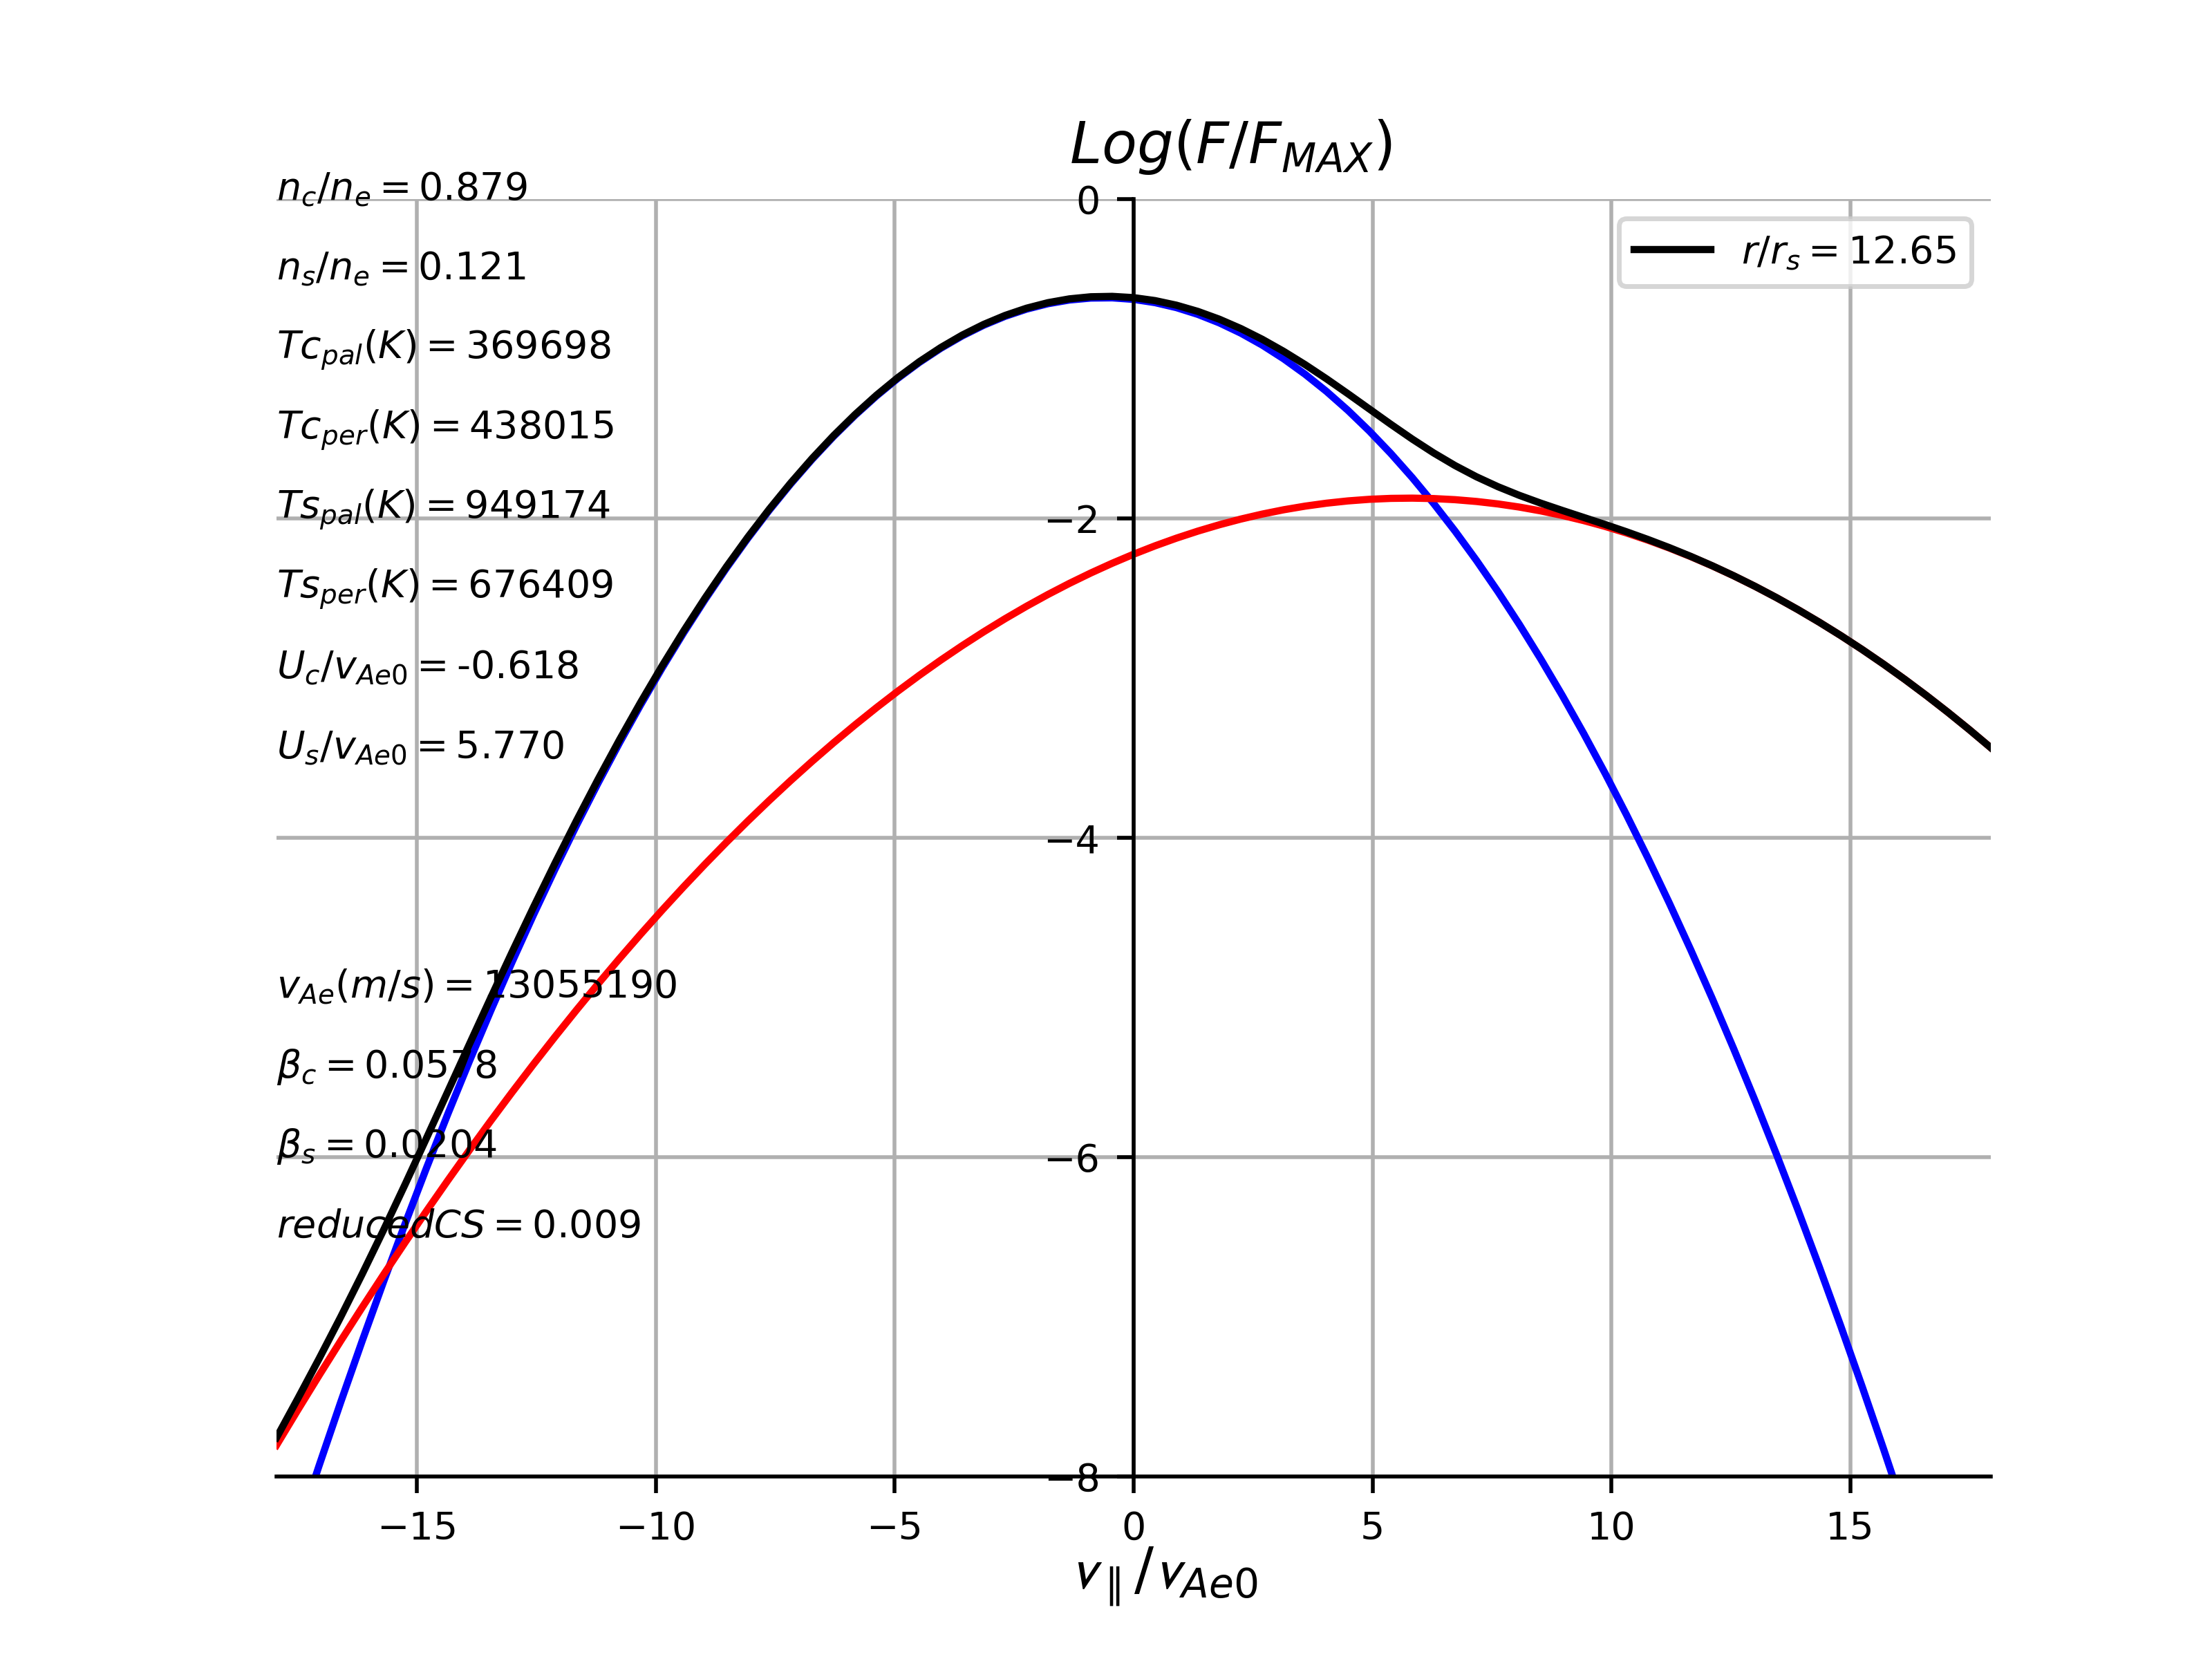 Log(F/F_MAX)
n_c/n_e = 0.879
0
r/r_s = 12.65
n_s/n_e = 0.121
Tc_pal(K) = 369698
Tc_per(K) = 438015
Ts_pal(K) = 949174
−2
Ts_per(K) = 676409
U_c/v_Ae0 = -0.618
U_s/v_Ae0 = 5.770
−4
v_Ae(m/s) = 13055190
β_c = 0.0578
β_s = 0.0204
−6
reducedCS = 0.009
−8
−15 −10 −5 0 5 10 15
v_∥/v_Ae0